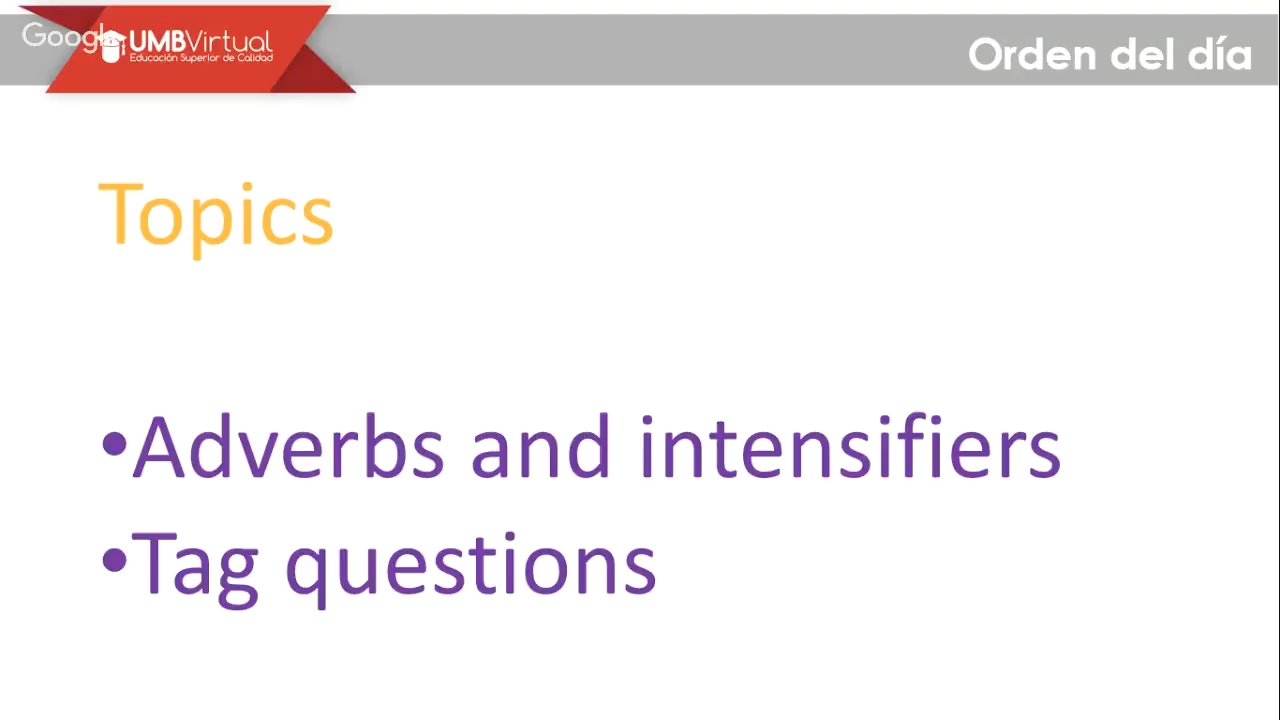 Google
UMBVirtual
Educación Superior de Calidad
Orden del día
Topics
•Adverbs and intensifiers
•Tag questions